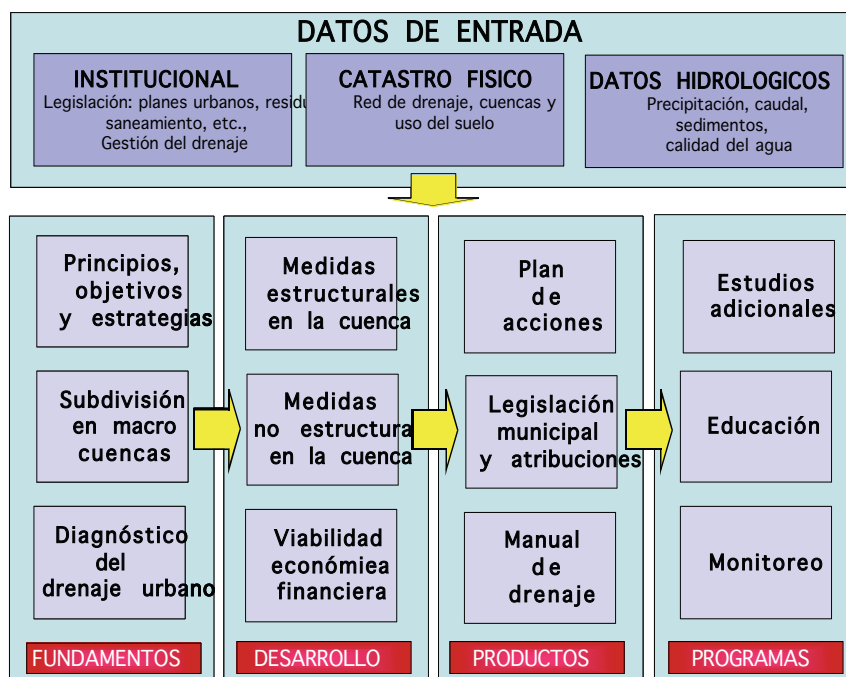 DATOS DE ENTRADA
INSTITUCIONAL
Legislación: planes urbanos, residu
saneamiento, etc.,
Gestión del drenaje
CATASTRO FISICO
Red de drenaje, cuencas y
uso del suelo
DATOS HIDROLOGICOS
Precipitación, caudal,
sedimentos,
calidad del agua
Principios,
objetivos
y estrategias
Subdivisión
en macro
cuencas
Diagnóstico
del
drenaje urbano
FUNDAMENTOS
Medidas
estructurales
en la cuenca
Medidas
no estructura
en la cuenca
Viabilidad
económiea
financiera
DESARROLLO
Plan
de
acciones
Legislación
municipal
y atribuciones
Manual
de
drenaje
PRODUCTOS
Estudios
adicionales
Educación
Monitoreo
PROGRAMAS